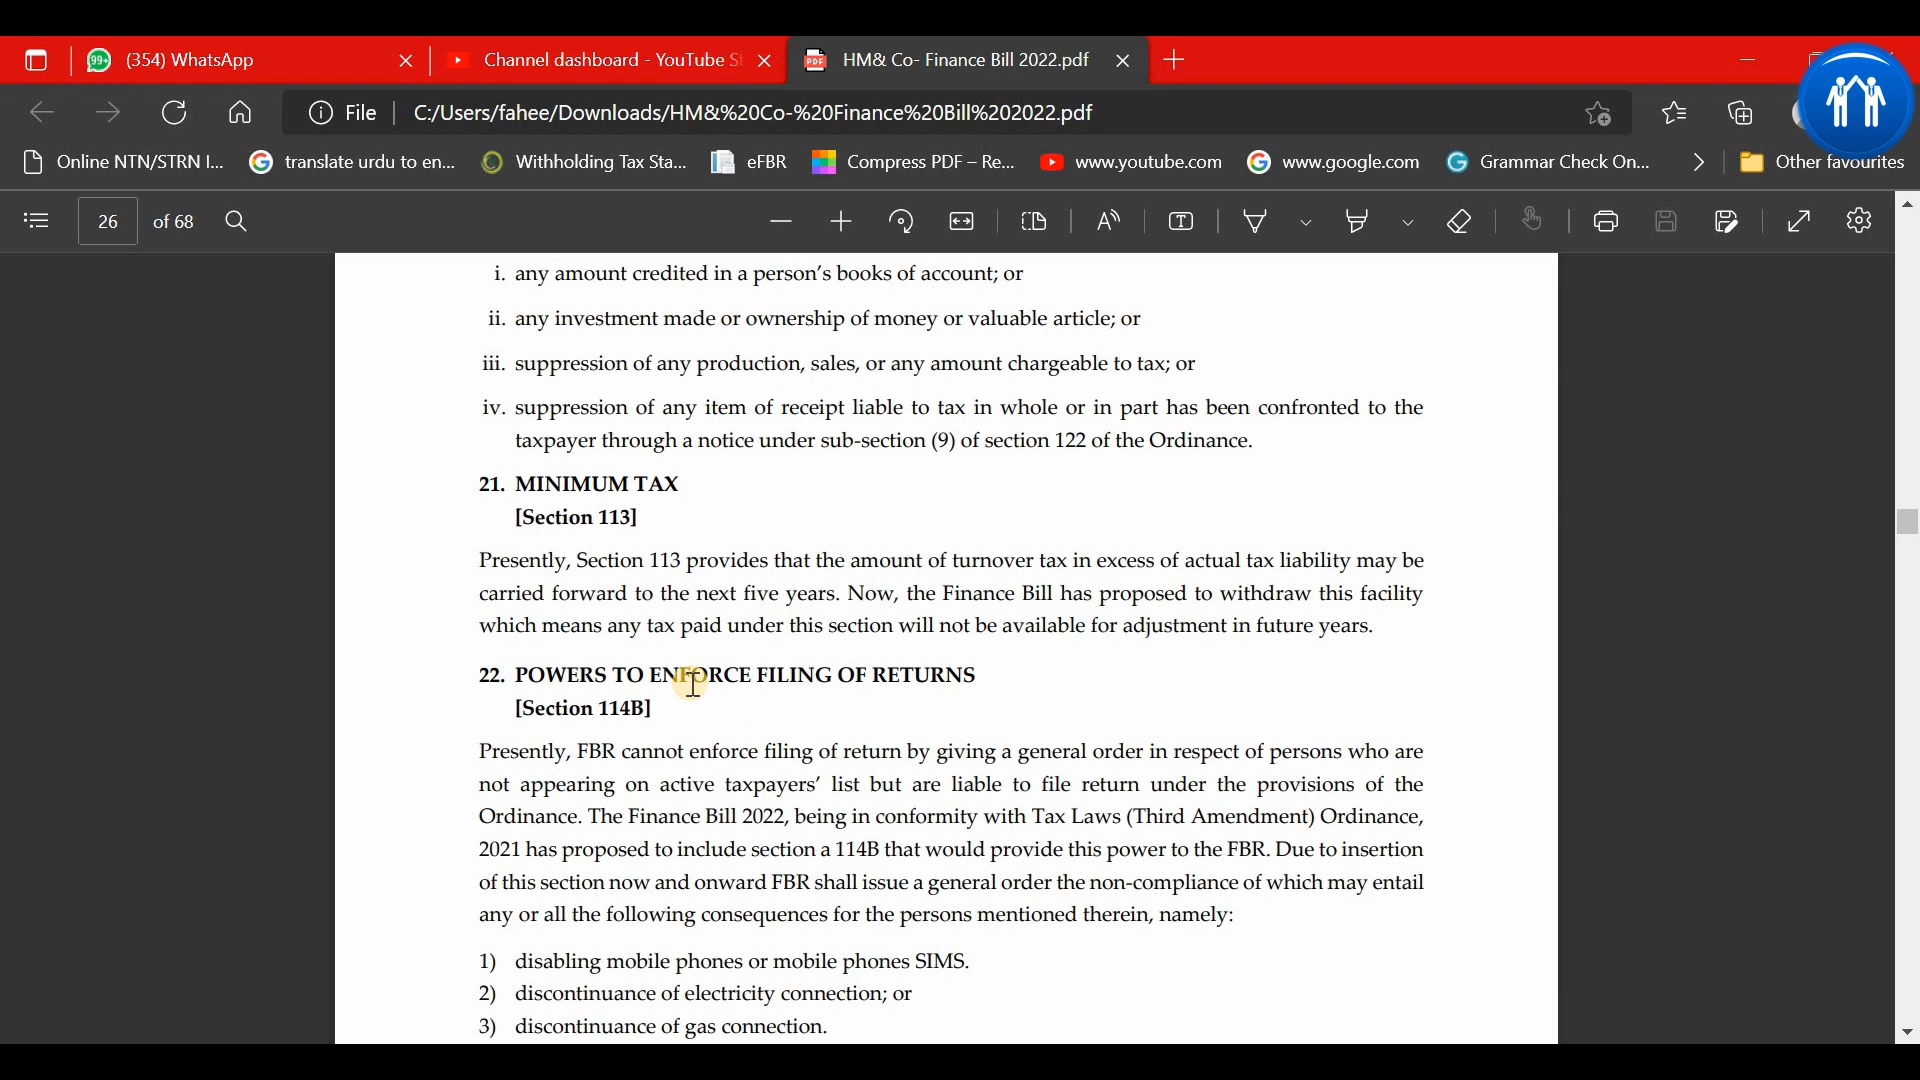 (354) WhatsApp
Channel dashboard - YouTube St
HM& Co- Finance Bill 2022.pdf
File
C:/Users/fahee/Downloads/HM&%20Co-%20Finance%20Bill%202022.pdf
Online NTN/STRN I...
translate urdu to en...
Withholding Tax Sta...
eFBR
Compress PDF – Re...
www.youtube.com
www.google.com
Grammar Check On...
Other favourites
26 of 68
i. any amount credited in a person's books of account; or
ii. any investment made or ownership of money or valuable article; or
iii. suppression of any production, sales, or any amount chargeable to tax; or
iv. suppression of any item of receipt liable to tax in whole or in part has been confronted to the
taxpayer through a notice under sub-section (9) of section 122 of the Ordinance.
21. MINIMUM TAX
[Section 113]
Presently, Section 113 provides that the amount of turnover tax in excess of actual tax liability may be
carried forward to the next five years. Now, the Finance Bill has proposed to withdraw this facility
which means any tax paid under this section will not be available for adjustment in future years.
22. POWERS TO ENFORCE FILING OF RETURNS
[Section 114B]
Presently, FBR cannot enforce filing of return by giving a general order in respect of persons who are
not appearing on active taxpayers' list but are liable to file return under the provisions of the
Ordinance. The Finance Bill 2022, being in conformity with Tax Laws (Third Amendment) Ordinance,
2021 has proposed to include section a 114B that would provide this power to the FBR. Due to insertion
of this section now and onward FBR shall issue a general order the non-compliance of which may entail
any or all the following consequences for the persons mentioned therein, namely:
1) disabling mobile phones or mobile phones SIMS.
2) discontinuance of electricity connection; or
3) discontinuance of gas connection.